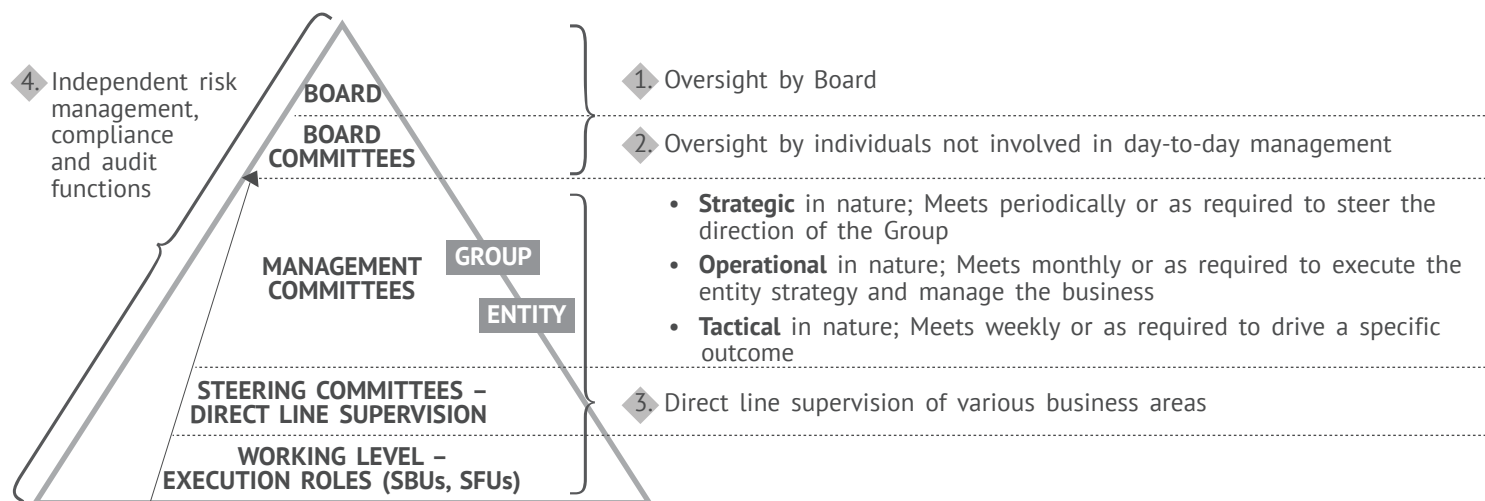 4. Independent risk
management,
compliance
and audit
functions
BOARD
BOARD
COMMITTEES
MANAGEMENT
COMMITTEES
GROUP
ENTITY
STEERING COMMITTEES –
DIRECT LINE SUPERVISION
WORKING LEVEL –
EXECUTION ROLES (SBUs, SFUs)
1. Oversight by Board
2. Oversight by individuals not involved in day-to-day management
• Strategic in nature; Meets periodically or as required to steer the
direction of the Group
• Operational in nature; Meets monthly or as required to execute the
entity strategy and manage the business
• Tactical in nature; Meets weekly or as required to drive a specific
outcome
3. Direct line supervision of various business areas